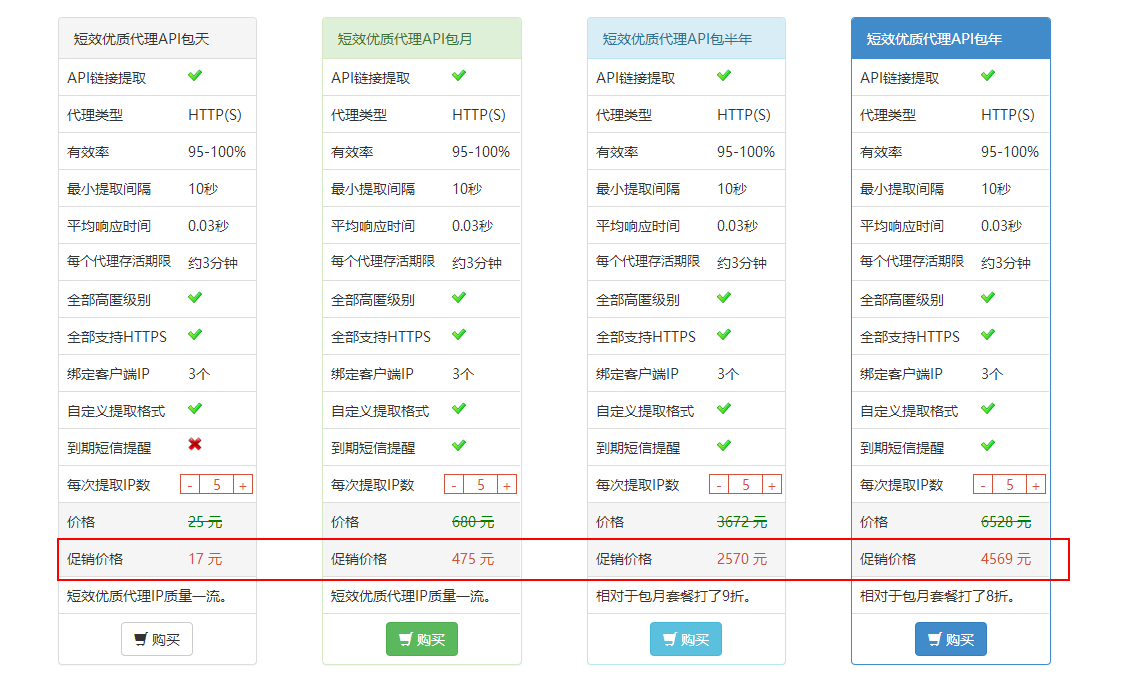 短效优质代理API包天
API链接提取
代理类型 HTTP(S)
有效率 95-100%
最小提取间隔 10秒
平均响应时间 0.03秒
每个代理存活期限 约3分钟
全部高匿级别
全部支持HTTPS
绑定客户端IP 3个
自定义提取格式
到期短信提醒
每次提取IP数 - 5 +
价格 25 元
促销价格 17 元
短效优质代理IP质量一流。
购买
短效优质代理API包月
API链接提取
代理类型 HTTP(S)
有效率 95-100%
最小提取间隔 10秒
平均响应时间 0.03秒
每个代理存活期限 约3分钟
全部高匿级别
全部支持HTTPS
绑定客户端IP 3个
自定义提取格式
到期短信提醒
每次提取IP数 - 5 +
价格 680 元
促销价格 475 元
短效优质代理IP质量一流。
购买
短效优质代理API包半年
API链接提取
代理类型 HTTP(S)
有效率 95-100%
最小提取间隔 10秒
平均响应时间 0.03秒
每个代理存活期限 约3分钟
全部高匿级别
全部支持HTTPS
绑定客户端IP 3个
自定义提取格式
到期短信提醒
每次提取IP数 - 5 +
价格 3672 元
促销价格 2570 元
相对于包月套餐打了9折。
购买
短效优质代理API包年
API链接提取
代理类型 HTTP(S)
有效率 95-100%
最小提取间隔 10秒
平均响应时间 0.03秒
每个代理存活期限 约3分钟
全部高匿级别
全部支持HTTPS
绑定客户端IP 3个
自定义提取格式
到期短信提醒
每次提取IP数 - 5 +
价格 6528 元
促销价格 4569 元
相对于包月套餐打了8折。
购买